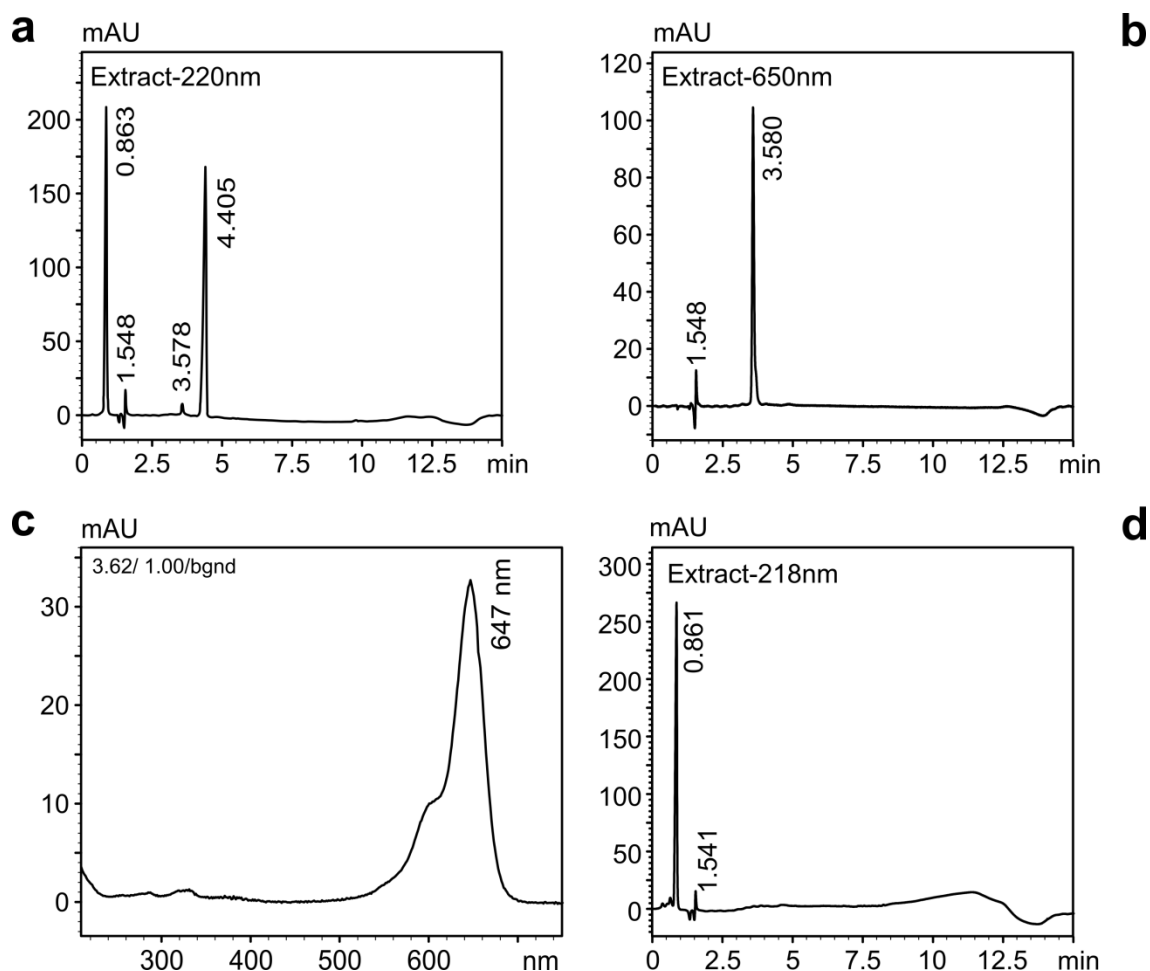 a
mAU
Extract-220nm
200
150
100
50
0
0.863
1.548
3.578
4.405
0 2.5 5 7.5 10 12.5 min
b
mAU
Extract-650nm
120
100
80
60
40
20
0
1.548
3.580
0 2.5 5 7.5 10 12.5 min
c
mAU
3.62/ 1.00/bgnd
30
20
10
0
647 nm
300 400 500 600 nm
d
mAU
Extract-218nm
300
250
200
150
100
50
0
0.861
1.541
0 2.5 5 7.5 10 12.5 min